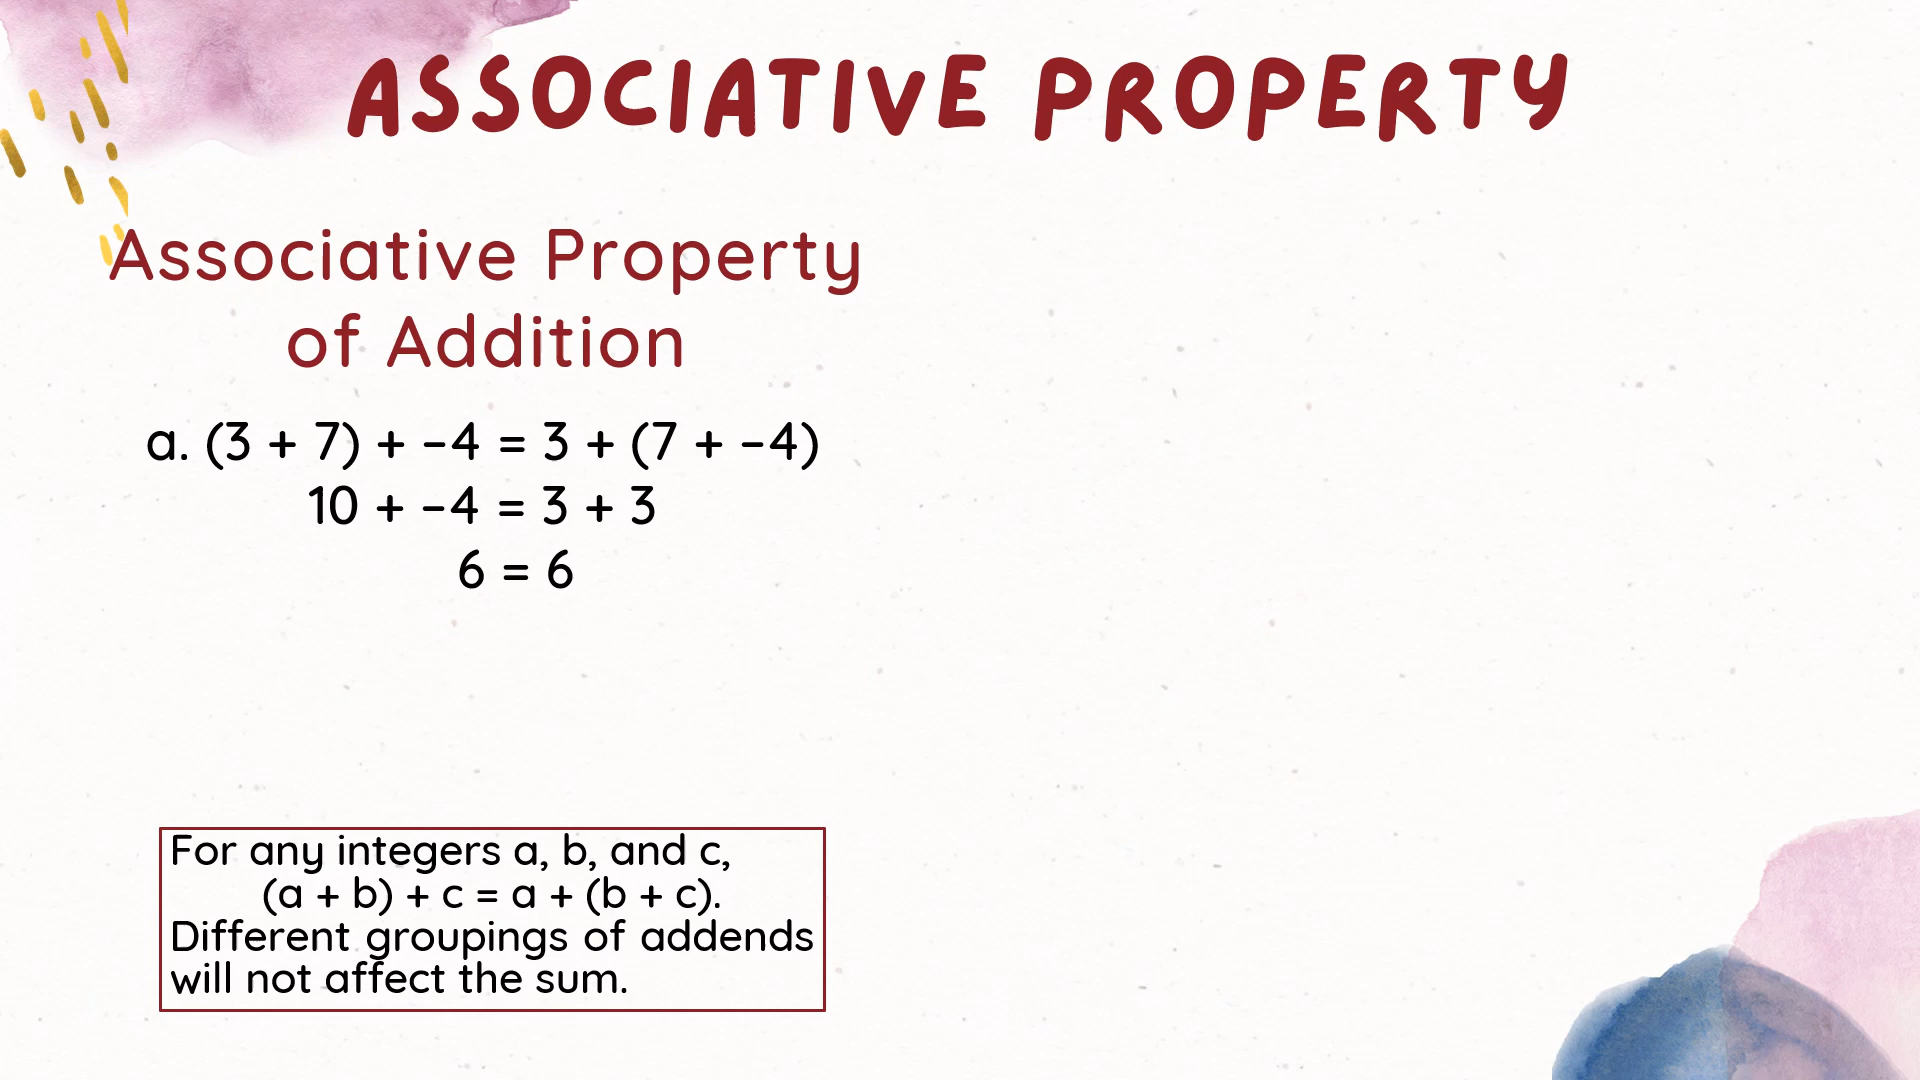 ASSOCIATIVE PROPERTY
Associative Property
of Addition
a. (3 + 7) + −4 = 3 + (7 + −4)
10 + −4 = 3 + 3
6 = 6
For any integers a, b, and c,
(a + b) + c = a + (b + c).
Different groupings of addends
will not affect the sum.